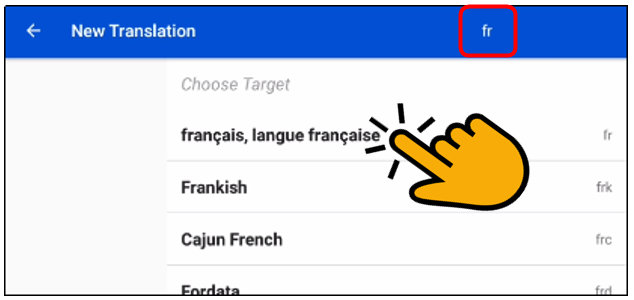 New Translation fr
Choose Target
français, langue française fr
Frankish frk
Cajun French frc
Fordata frd